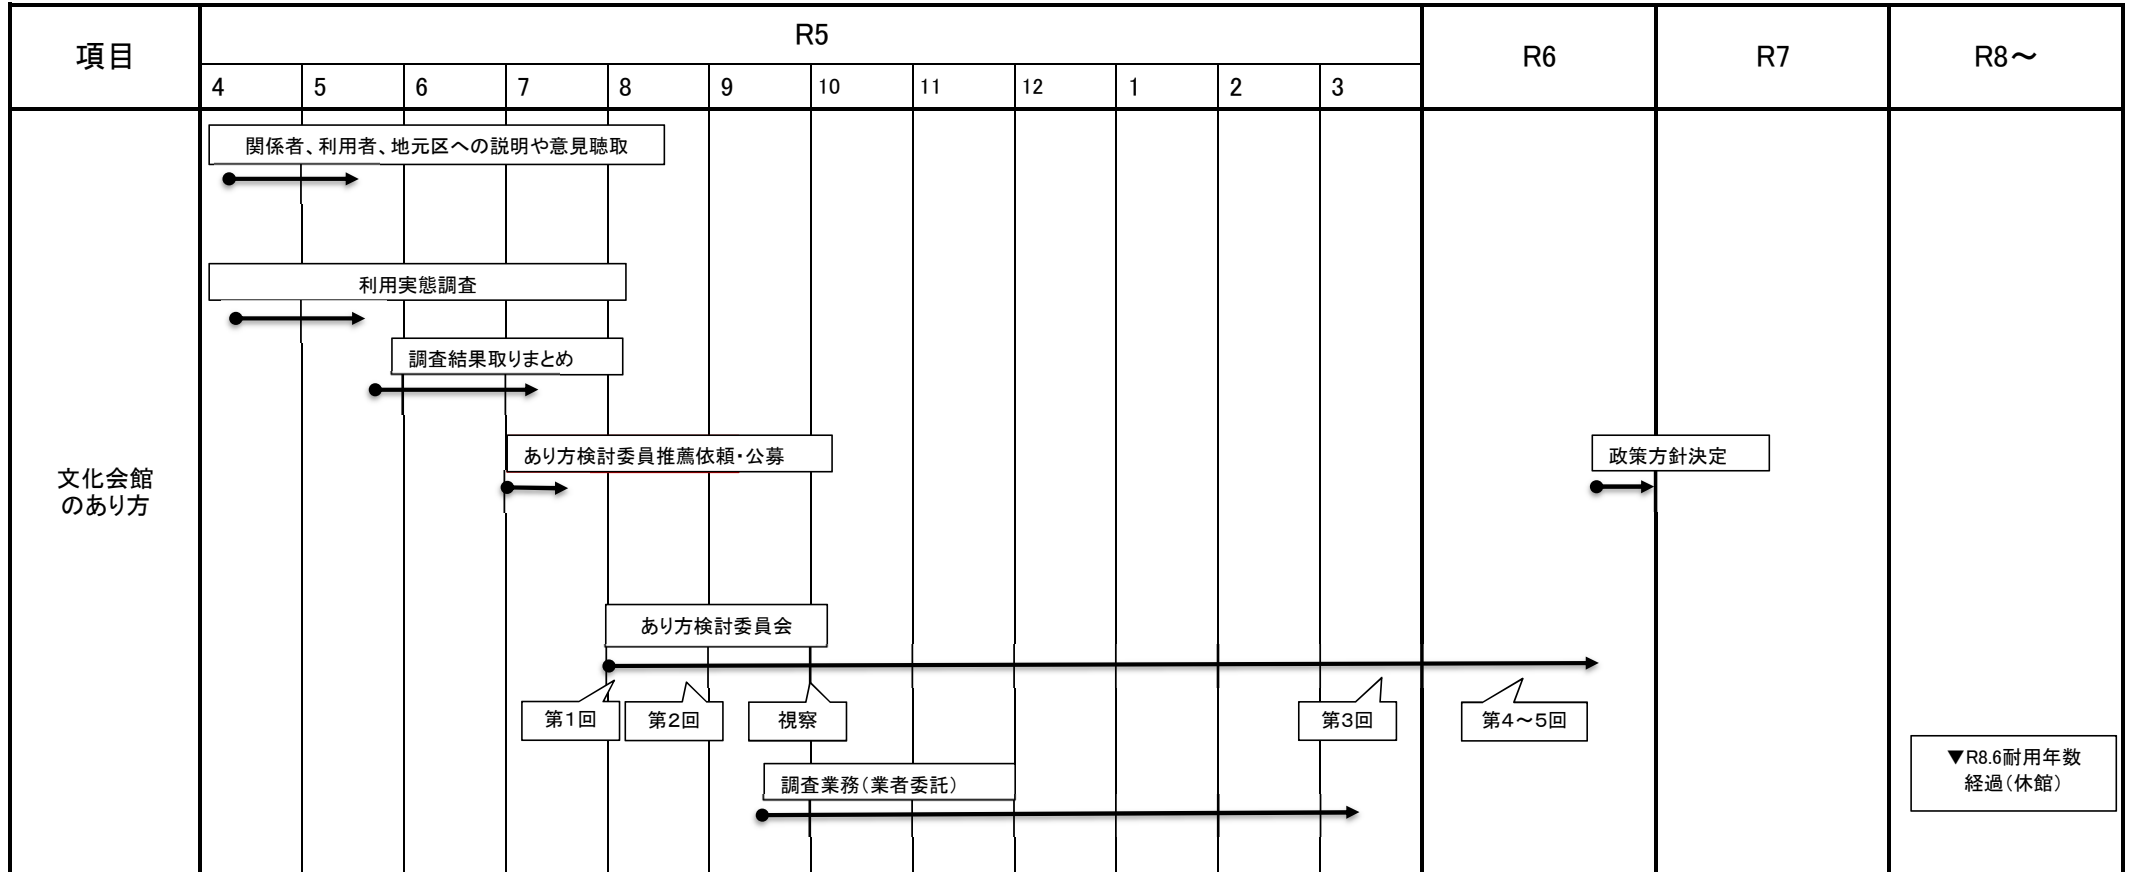 項目
R5
R6
R7
R8～
4
5
6
7
8
9
10
11
12
1
2
3
関係者、利用者、地元区への説明や意見聴取
利用実態調査
調査結果取りまとめ
あり方検討委員推薦依頼・公募
政策方針決定
文化会館
のあり方
あり方検討委員会
第１回
第２回
視察
第３回
第４～５回
調査業務（業者委託）
▼R8.6耐用年数
経過（休館）